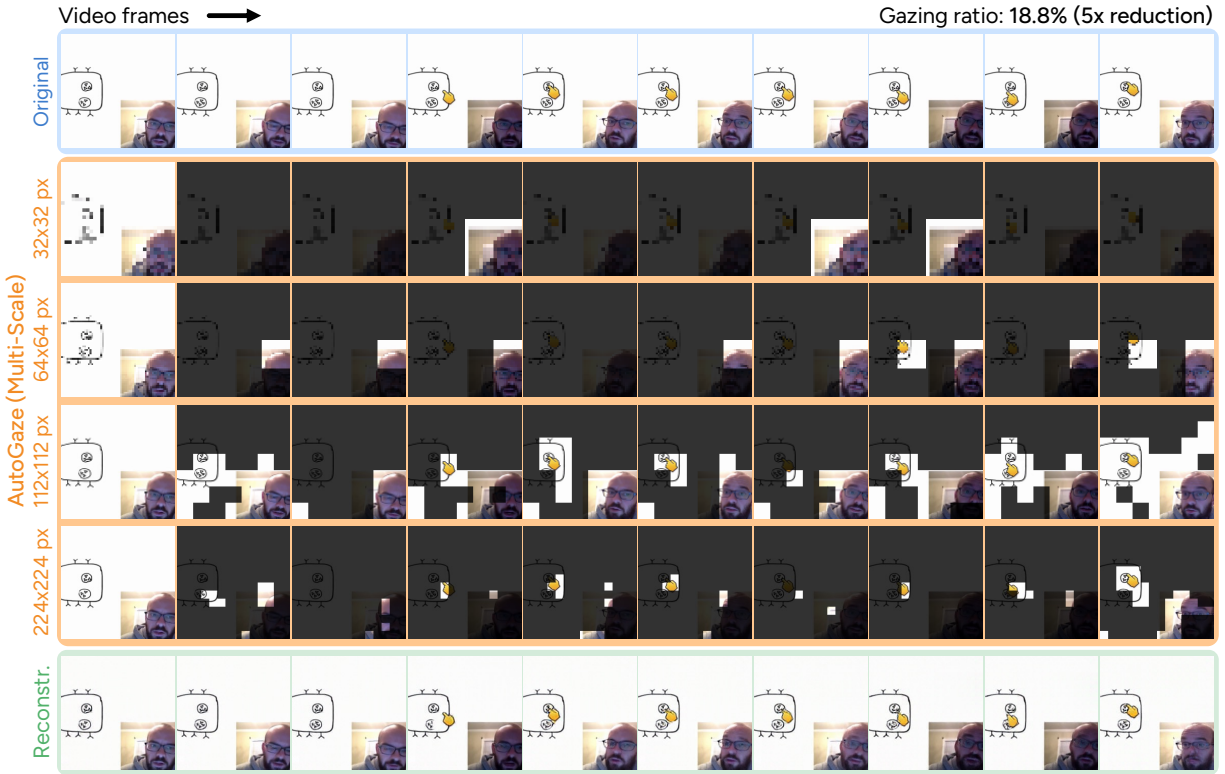 Video frames
Gazing ratio: 18.8% (5x reduction)
Original
AutoGaze (Multi-Scale)
32x32 px
64x64 px
112x112 px
224x224 px
Reconstr.